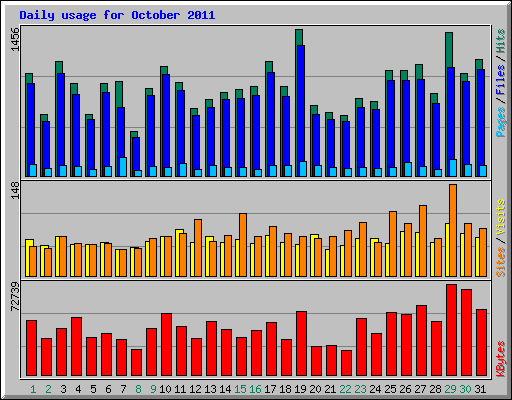 Daily usage for October 2011
1456
Pages / Files / Hits
148
Sites / Visits
72739
KBytes
1 2 3 4 5 6 7 8 9 10 11 12 13 14 15 16 17 18 19 20 21 22 23 24 25 26 27 28 29 30 31